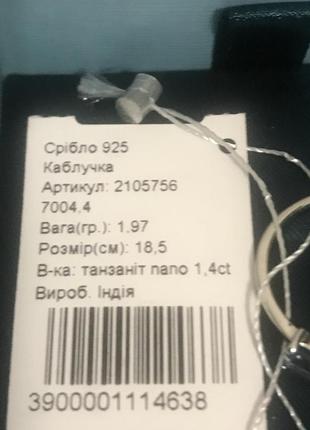 Срібло 925
Каблучка
Артикул: 2105756
7004.4
Вага(гр.): 1.97
Розмір(см): 18,5
В-ка: танзаніт nano 1,4ct
Вироб. Індія
3900001114638